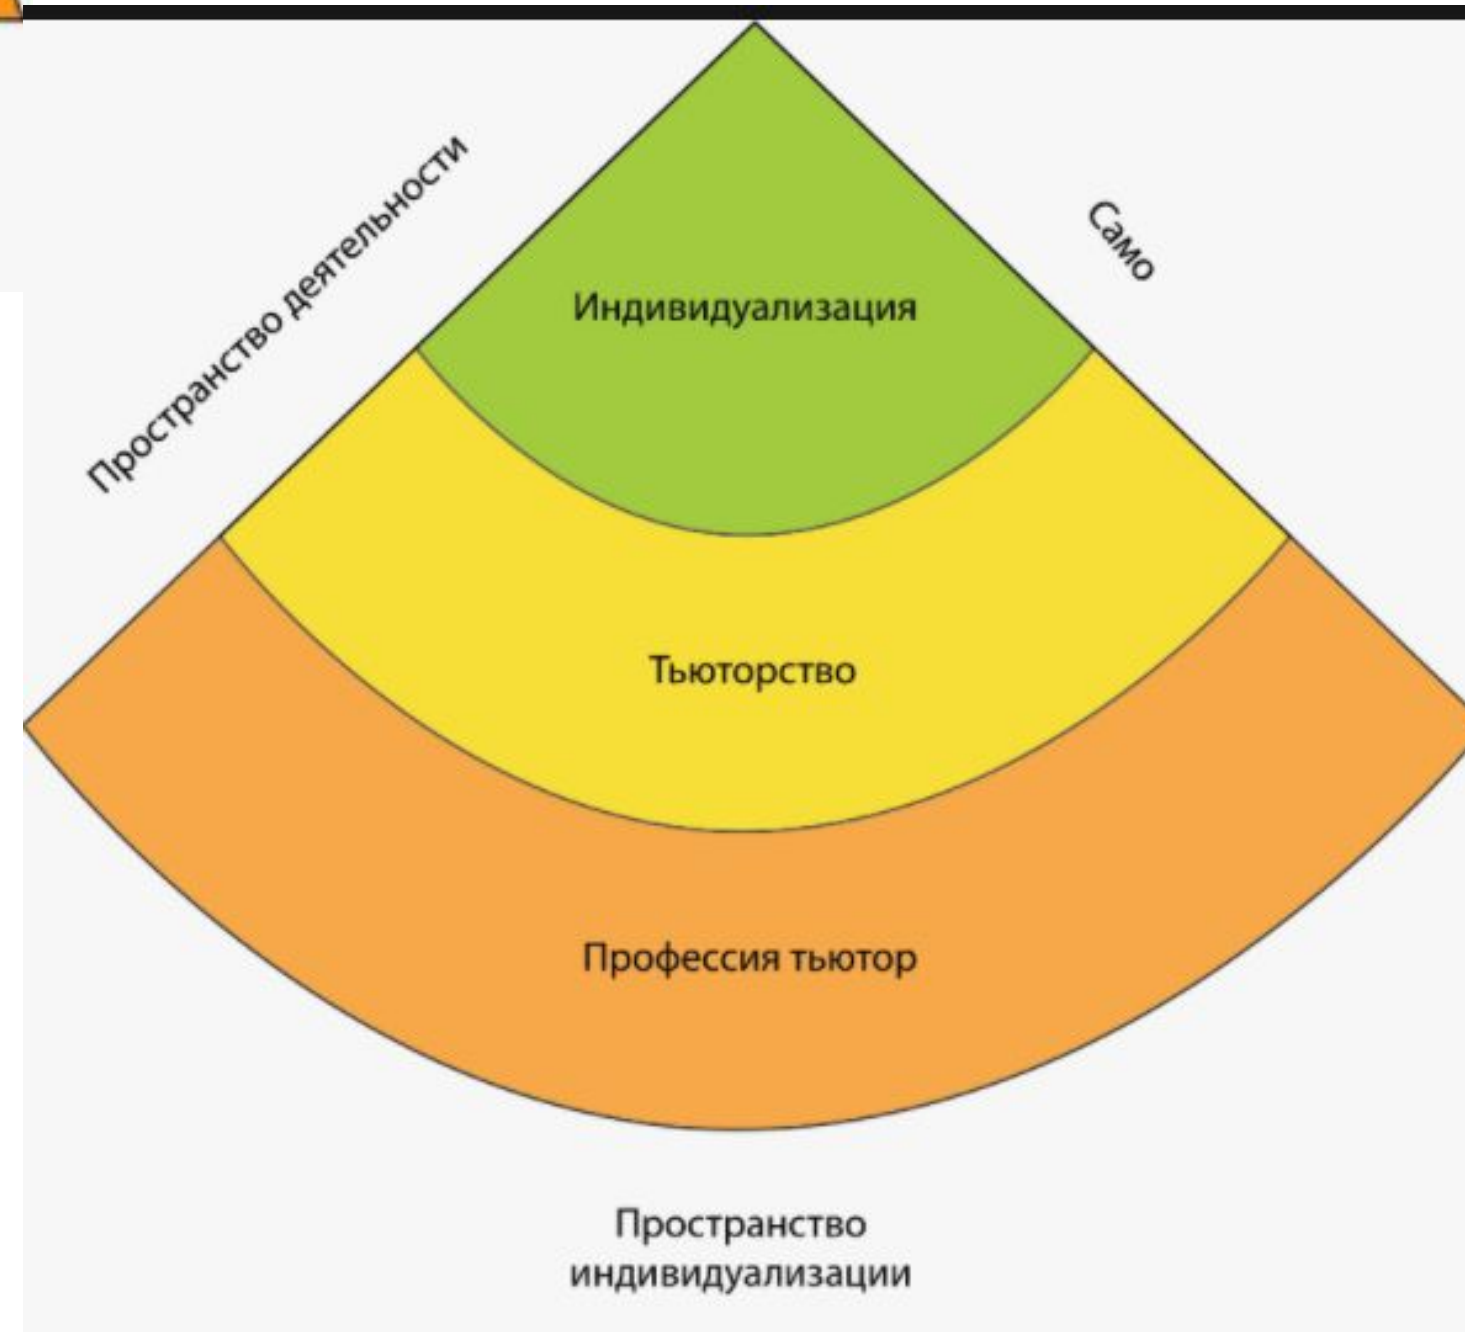 Пространство деятельности
Само
Индивидуализация
Тьюторство
Профессия тьютор
Пространство
индивидуализации